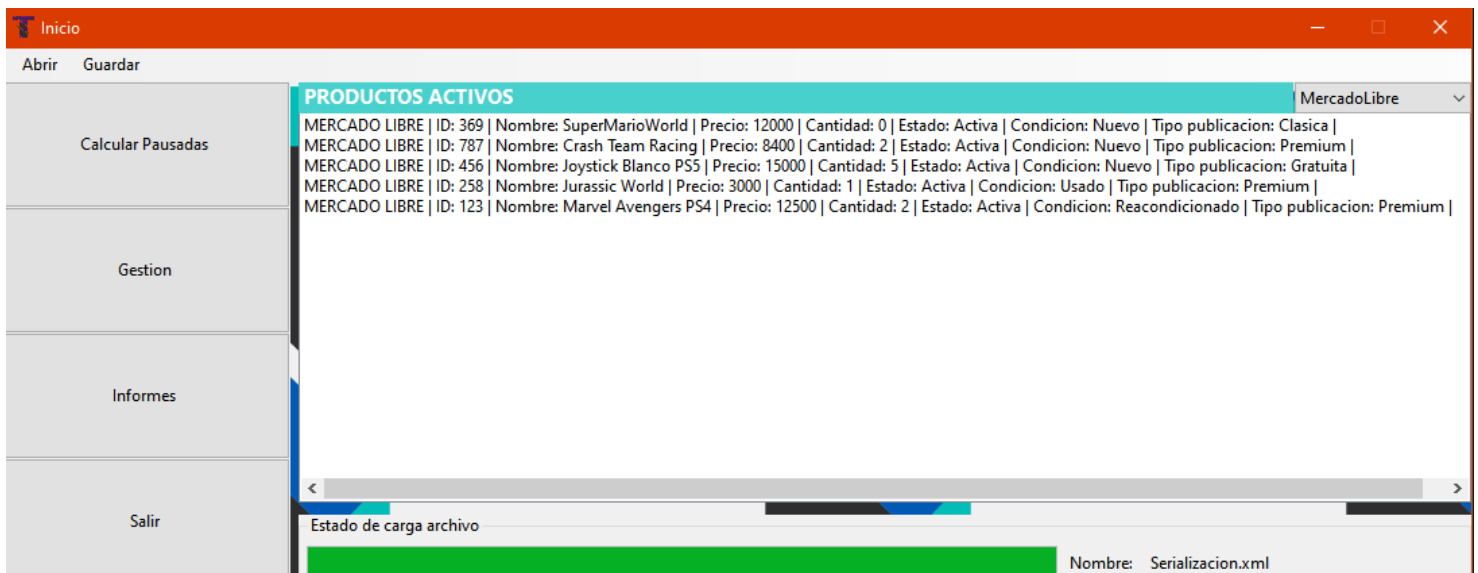 Inicio
Abrir Guardar
Calcular Pausadas
Gestion
Informes
Salir
PRODUCTOS ACTIVOS
MercadoLibre
MERCADO LIBRE | ID: 369 | Nombre: SuperMarioWorld | Precio: 12000 | Cantidad: 0 | Estado: Activa | Condicion: Nuevo | Tipo publicacion: Clasica |
MERCADO LIBRE | ID: 787 | Nombre: Crash Team Racing | Precio: 8400 | Cantidad: 2 | Estado: Activa | Condicion: Nuevo | Tipo publicacion: Premium |
MERCADO LIBRE | ID: 456 | Nombre: Joystick Blanco PS5 | Precio: 15000 | Cantidad: 5 | Estado: Activa | Condicion: Nuevo | Tipo publicacion: Gratuita |
MERCADO LIBRE | ID: 258 | Nombre: Jurassic World | Precio: 3000 | Cantidad: 1 | Estado: Activa | Condicion: Usado | Tipo publicacion: Premium |
MERCADO LIBRE | ID: 123 | Nombre: Marvel Avengers PS4 | Precio: 12500 | Cantidad: 2 | Estado: Activa | Condicion: Reacondicionado | Tipo publicacion: Premium |
Estado de carga archivo
Nombre: Serializacion.xml